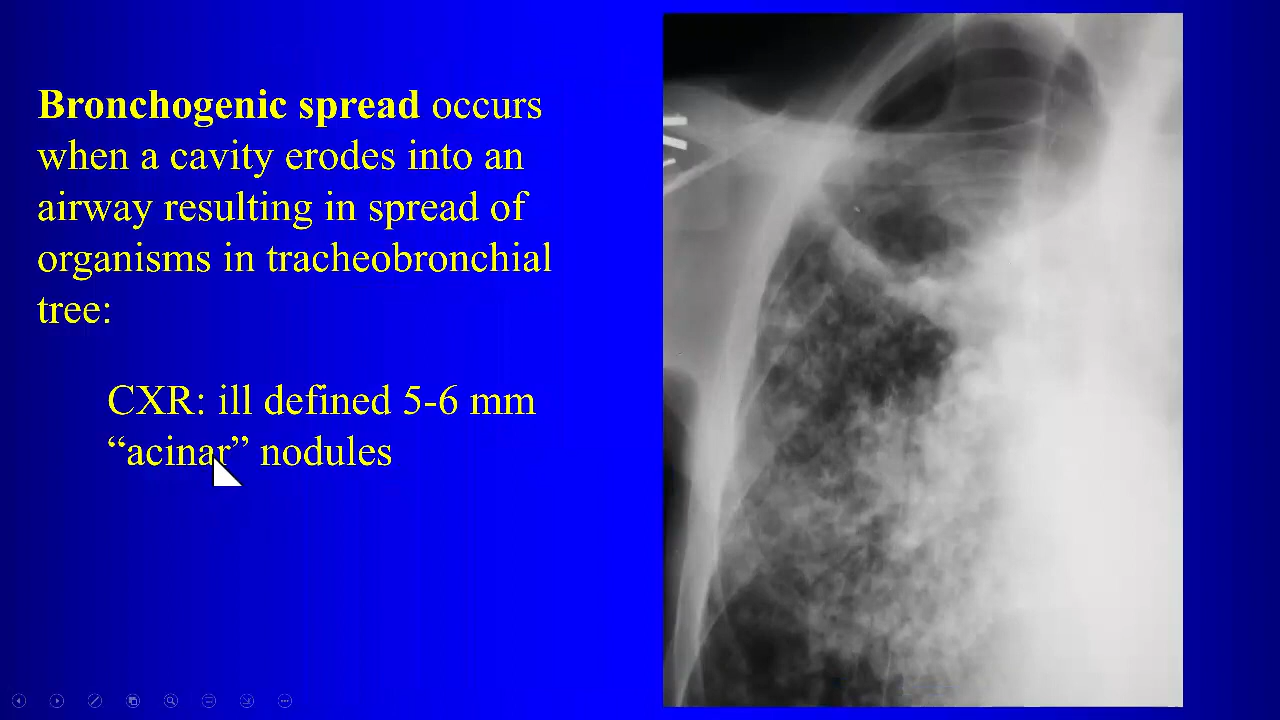 Bronchogenic spread occurs
when a cavity erodes into an
airway resulting in spread of
organisms in tracheobronchial
tree:
CXR: ill defined 5-6 mm
“acinar” nodules